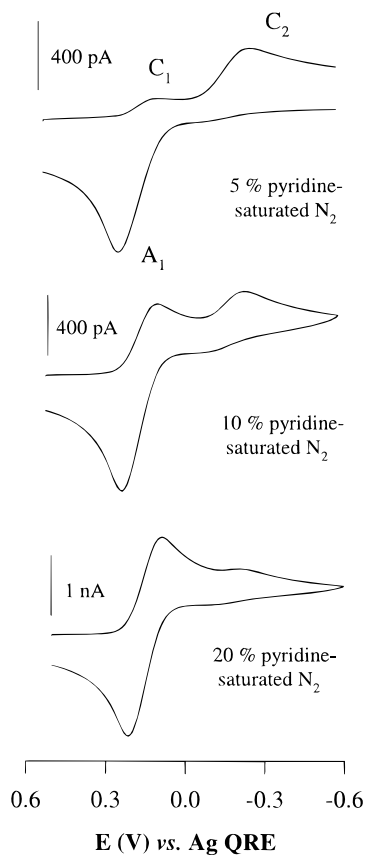 C2
400 pA
C1
5 % pyridine-
saturated N2
A1
400 pA
10 % pyridine-
saturated N2
1 nA
20 % pyridine-
saturated N2
0.6 0.3 0.0 -0.3 -0.6
E (V) vs. Ag QRE